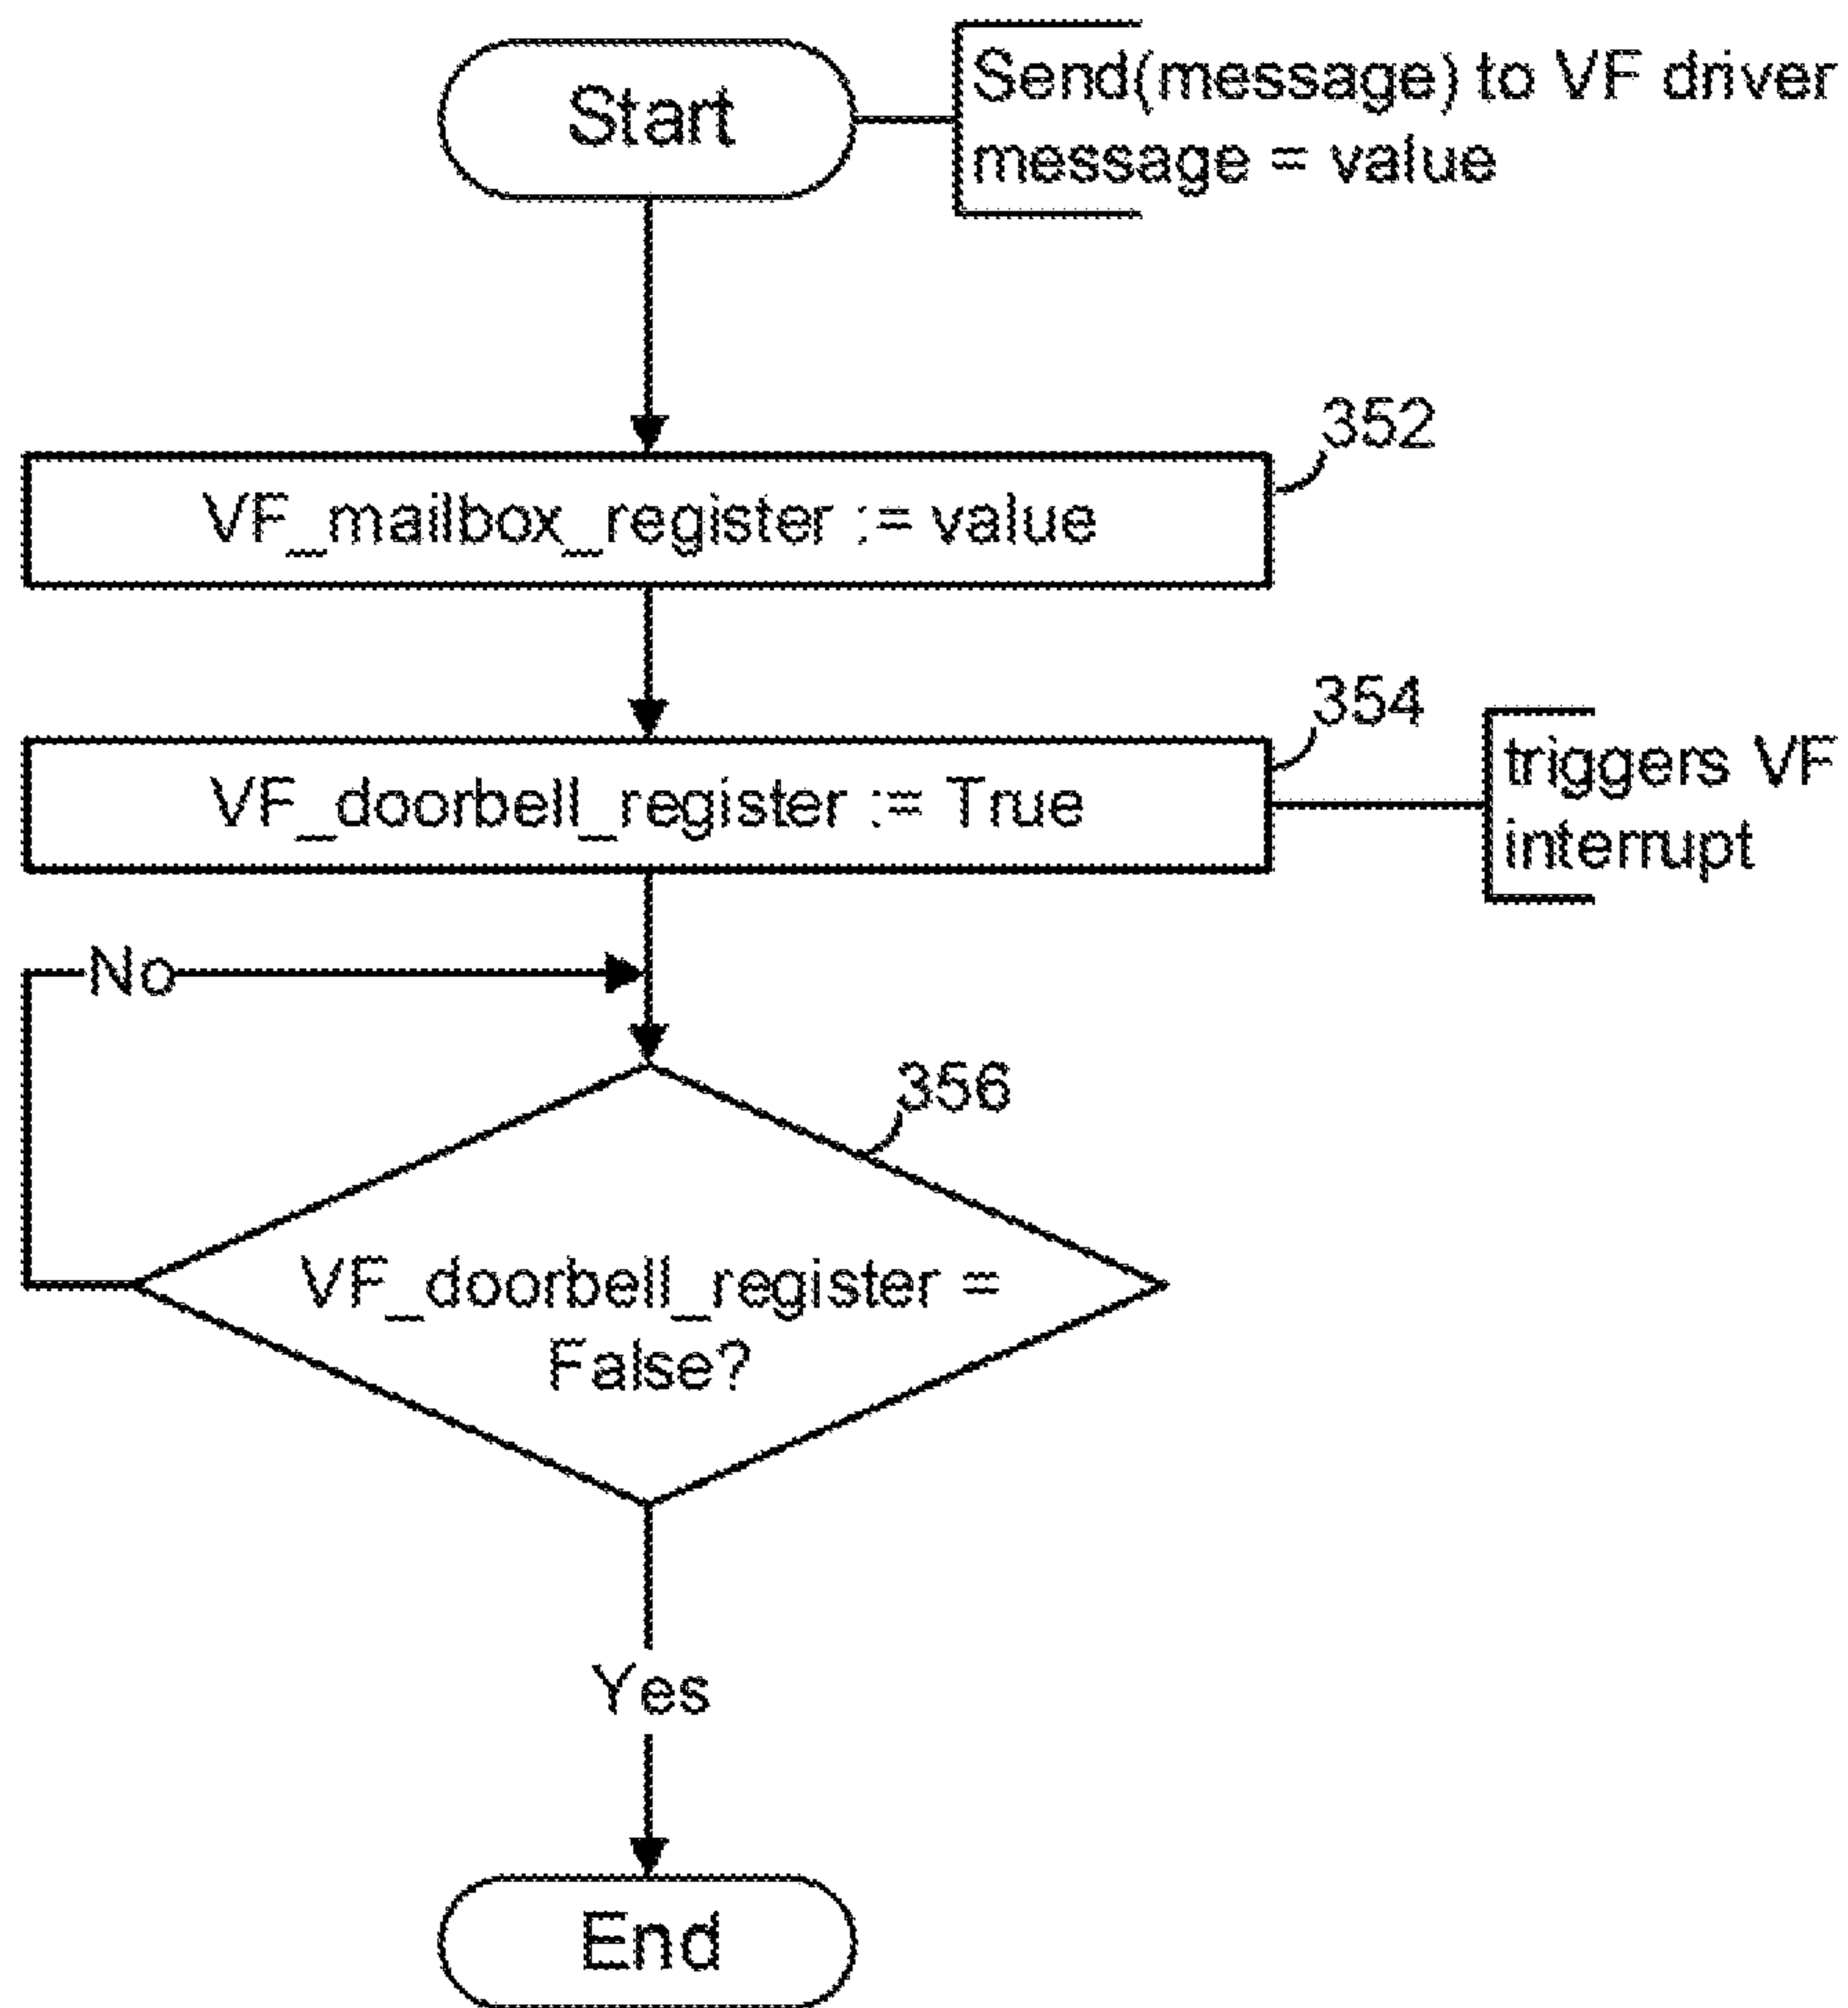 Start
Send(message) to VF driver
message = value
352
VF_mailbox_register := value
354
VF_doorbell_register := True
triggers VF
interrupt
No
356
VF_doorbell_register =
False?
Yes
End